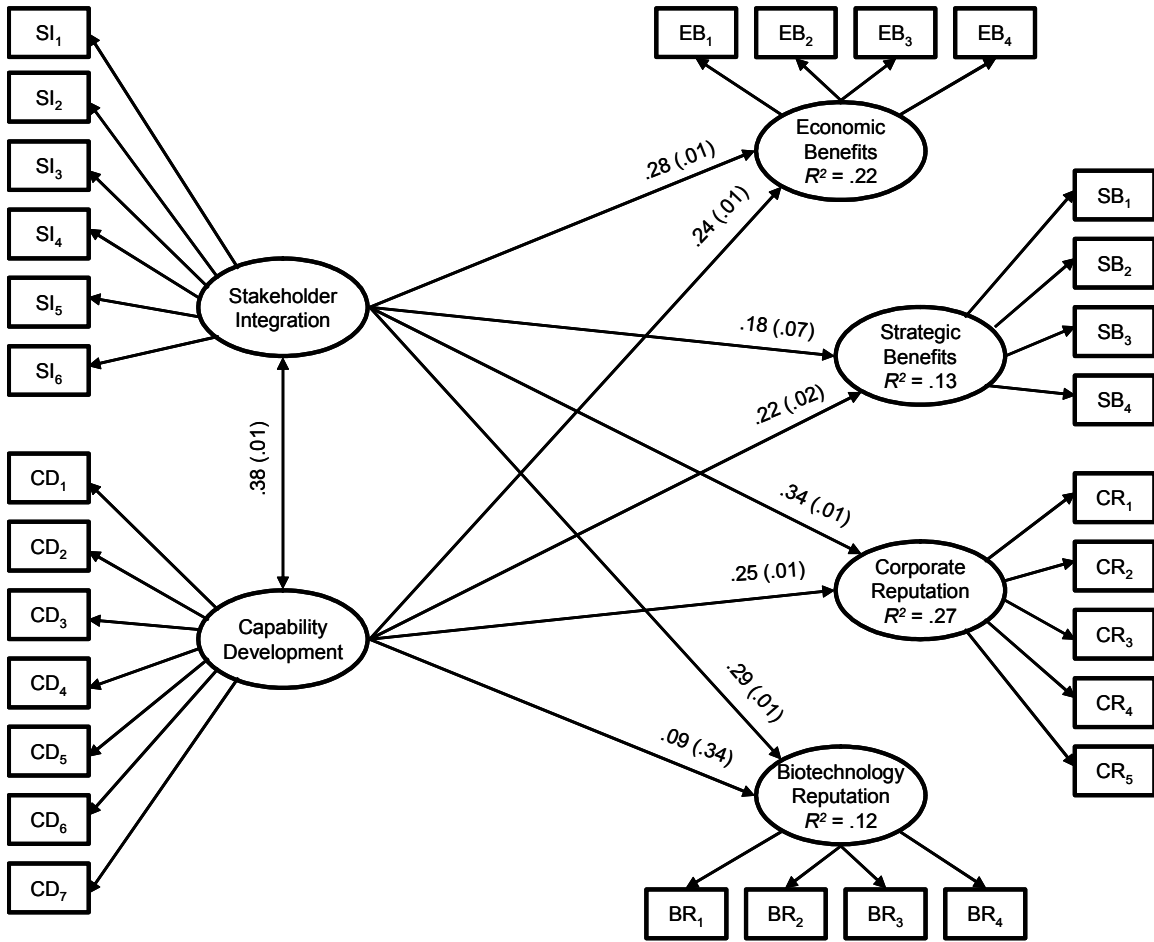 SI₁
SI₂
SI₃
SI₄
SI₅
SI₆
CD₁
CD₂
CD₃
CD₄
CD₅
CD₆
CD₇
Stakeholder
Integration
.38 (.01)
Capability
Development
.28 (.01)
.24 (.01)
.18 (.07)
.22 (.02)
.34 (.01)
.25 (.01)
.29 (.01)
.09 (.34)
EB₁
EB₂
EB₃
EB₄
Economic
Benefits
R² = .22
Strategic
Benefits
R² = .13
SB₁
SB₂
SB₃
SB₄
Corporate
Reputation
R² = .27
CR₁
CR₂
CR₃
CR₄
CR₅
Biotechnology
Reputation
R² = .12
BR₁
BR₂
BR₃
BR₄